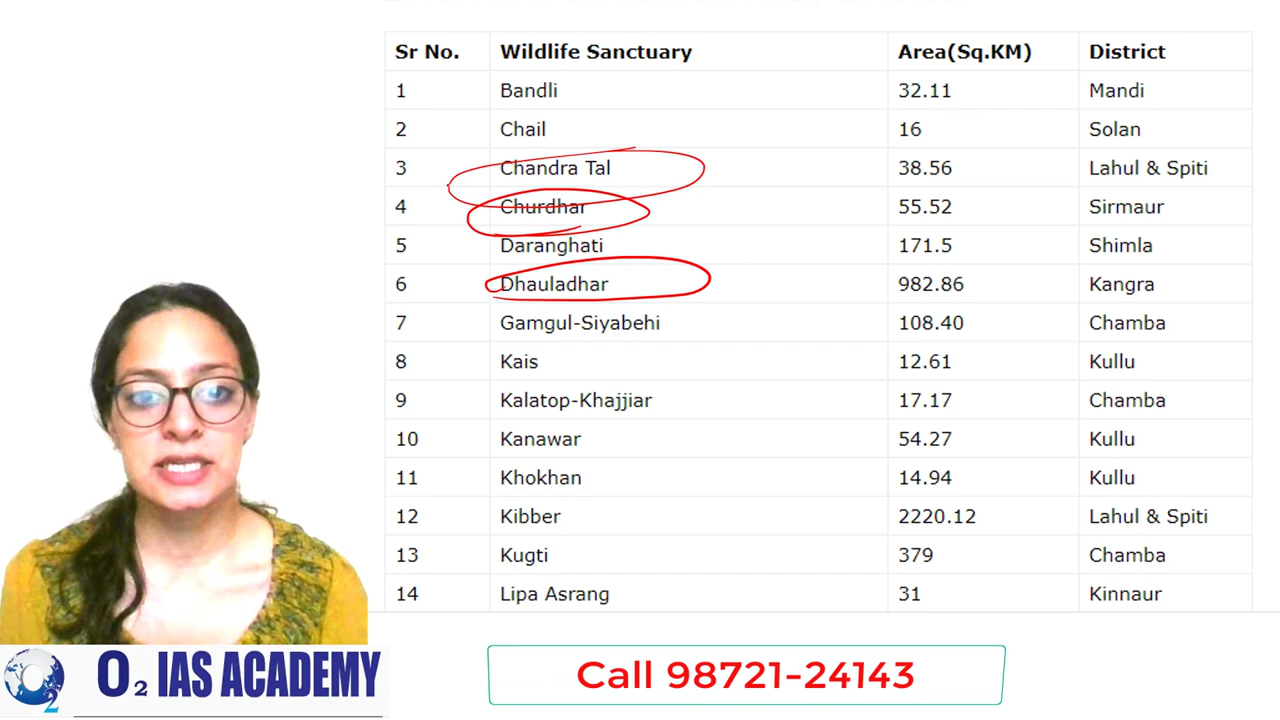 Sr No. Wildlife Sanctuary Area(Sq.KM) District
1 Bandli 32.11 Mandi
2 Chail 16 Solan
3 Chandra Tal 38.56 Lahul & Spiti
4 Churdhar 55.52 Sirmaur
5 Daranghati 171.5 Shimla
6 Dhauladhar 982.86 Kangra
7 Gamgul-Siyabehi 108.40 Chamba
8 Kais 12.61 Kullu
9 Kalatop-Khajjiar 17.17 Chamba
10 Kanawar 54.27 Kullu
11 Khokhan 14.94 Kullu
12 Kibber 2220.12 Lahul & Spiti
13 Kugti 379 Chamba
14 Lipa Asrang 31 Kinnaur
O2 O2 IAS ACADEMY
Call 98721-24143